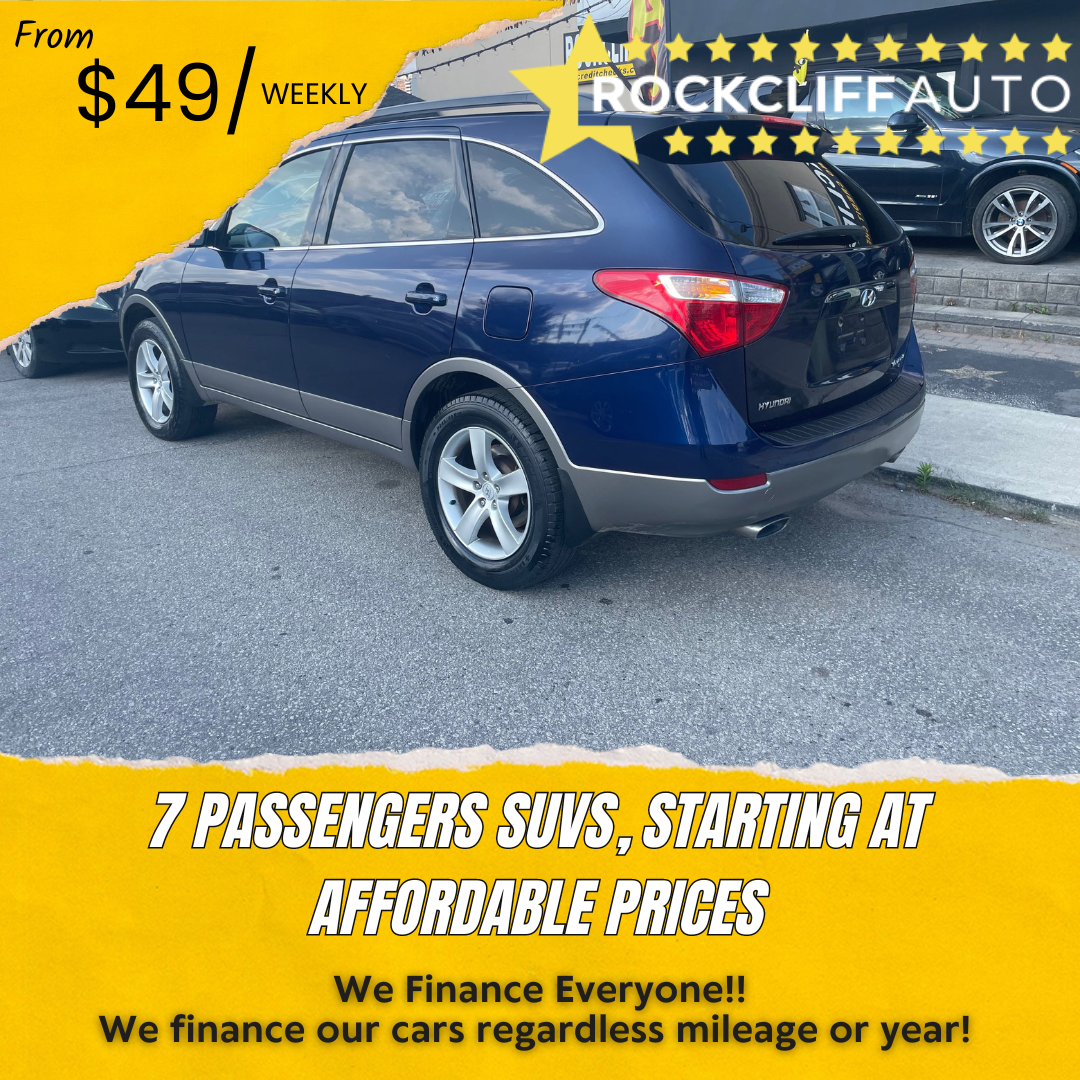 From
$49/ WEEKLY
ROCKCLIFFAUTO
creditchecks.c
HYUNDAI
7 PASSENGERS SUVS, STARTING AT
AFFORDABLE PRICES
We Finance Everyone!!
We finance our cars regardless mileage or year!